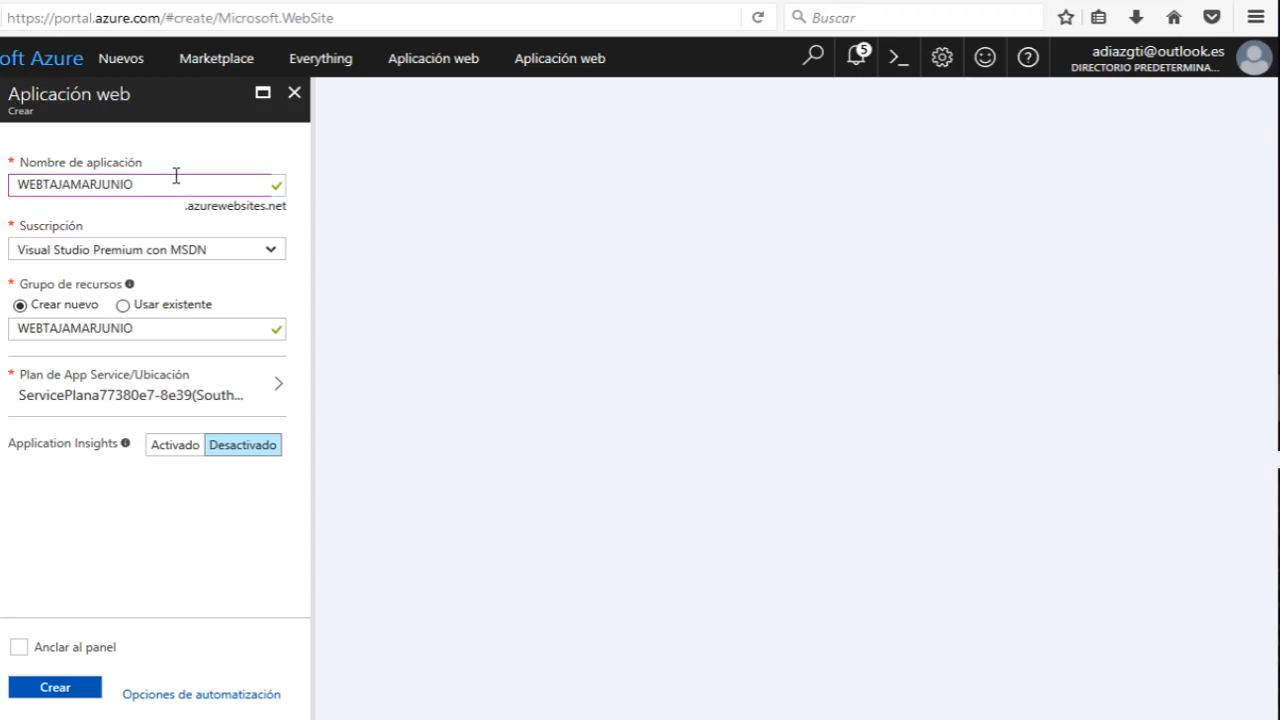 https://portal.azure.com/#create/Microsoft.WebSite
Buscar
oft Azure Nuevos Marketplace Everything Aplicación web Aplicación web 5 adiazgti@outlook.es
DIRECTORIO PREDETERMINA...
Aplicación web
Crear
* Nombre de aplicación
WEBTAJAMARJUNIO
.azurewebsites.net
* Suscripción
Visual Studio Premium con MSDN
* Grupo de recursos
Crear nuevo Usar existente
WEBTAJAMARJUNIO
* Plan de App Service/Ubicación
ServicePlana77380e7-8e39(South...
Application Insights Activado Desactivado
Anclar al panel
Crear Opciones de automatización